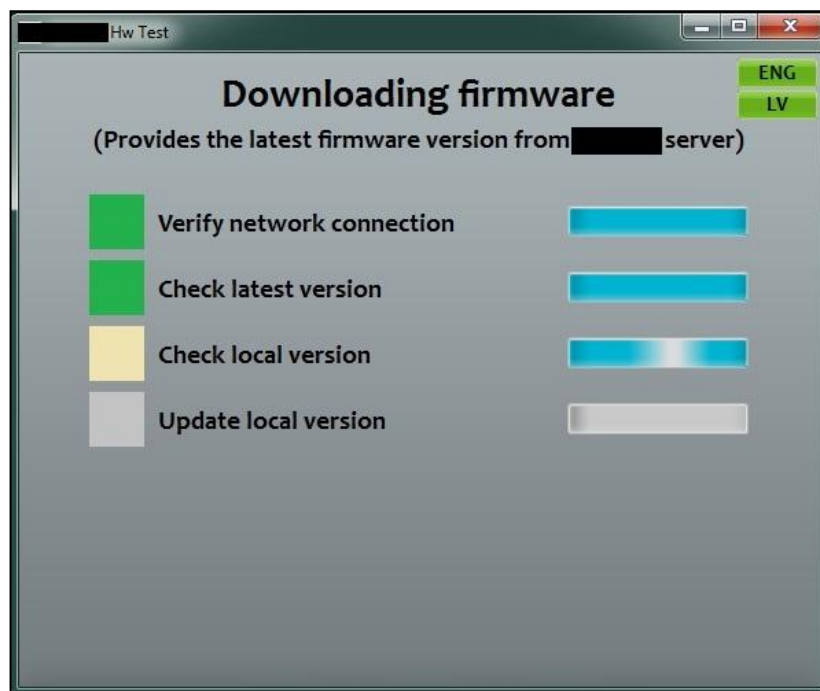 Hw Test
ENG
LV
Downloading firmware
(Provides the latest firmware version from server)
Verify network connection
Check latest version
Check local version
Update local version